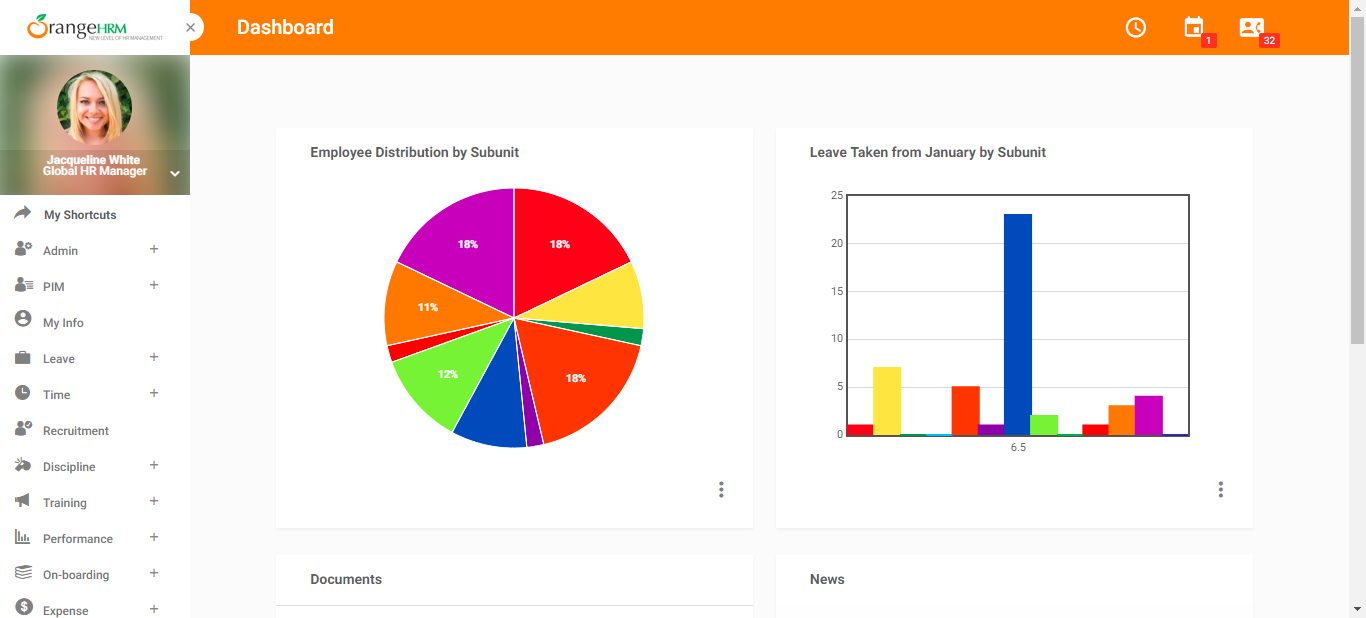 OrangeHRM
NEW LEVEL OF HR MANAGEMENT
Dashboard
1
32
Jacqueline White
Global HR Manager
My Shortcuts
Admin
PIM
My Info
Leave
Time
Recruitment
Discipline
Training
Performance
On-boarding
Expense
Employee Distribution by Subunit
18%
18%
11%
12%
18%
Leave Taken from January by Subunit
25
20
15
10
5
0
6.5
Documents
News